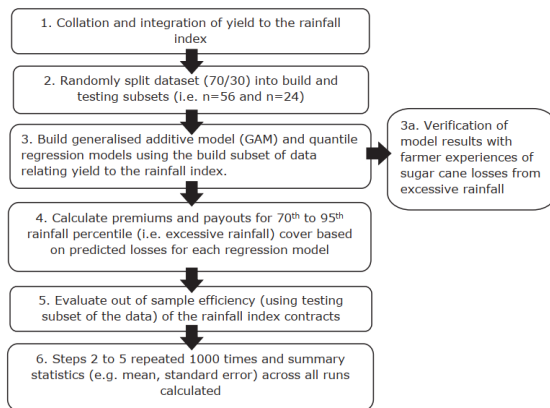 1. Collation and integration of yield to the rainfall
index
2. Randomly split dataset (70/30) into build and
testing subsets (i.e. n=56 and n=24)
3. Build generalised additive model (GAM) and quantile
regression models using the build subset of data
relating yield to the rainfall index.
3a. Verification of
model results with
farmer experiences of
sugar cane losses from
excessive rainfall
4. Calculate premiums and payouts for 70th to 95th
rainfall percentile (i.e. excessive rainfall) cover based
on predicted losses for each regression model
5. Evaluate out of sample efficiency (using testing
subset of the data) of the rainfall index contracts
6. Steps 2 to 5 repeated 1000 times and summary
statistics (e.g. mean, standard error) across all runs
calculated